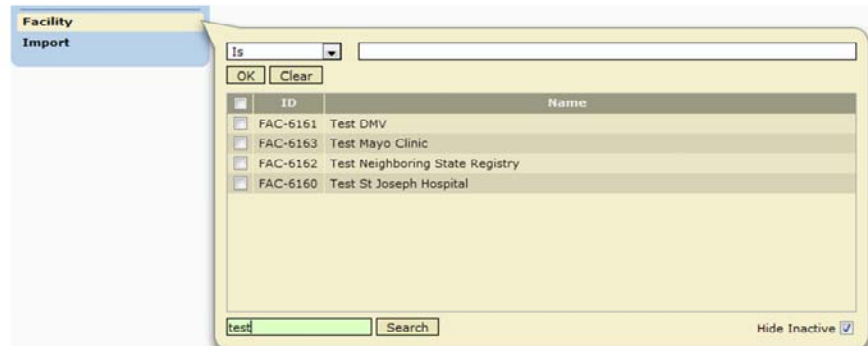 Facility
Import
Is
OK Clear
ID Name
FAC-6161 Test DMV
FAC-6163 Test Mayo Clinic
FAC-6162 Test Neighboring State Registry
FAC-6160 Test St Joseph Hospital
test Search Hide Inactive